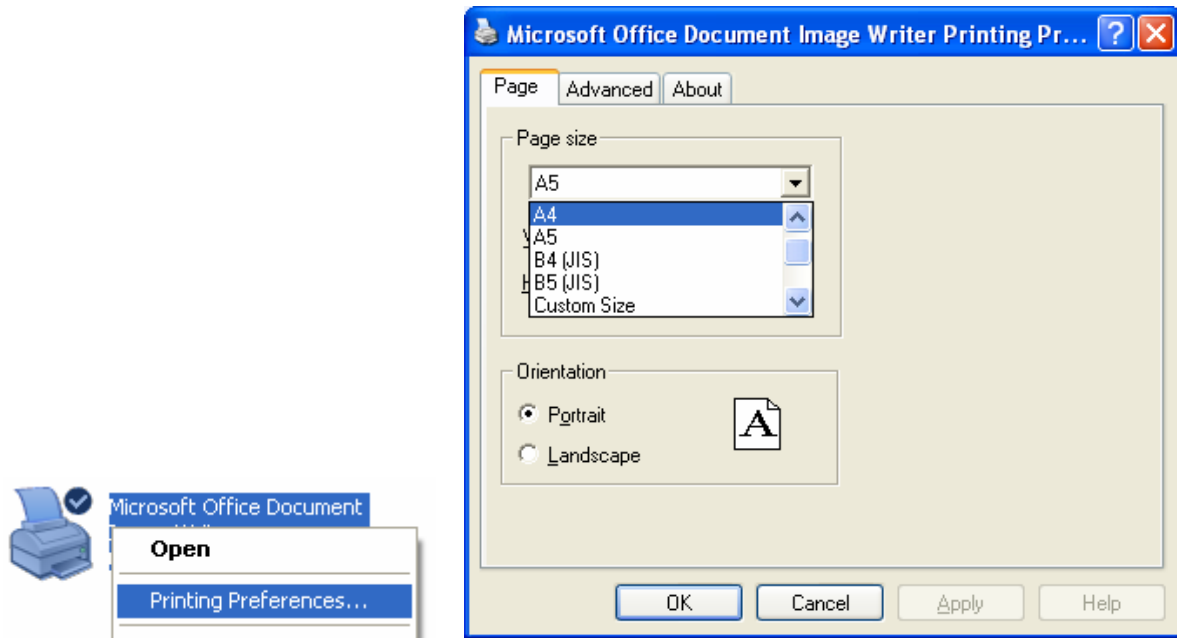 Microsoft Office Document Image Writer Printing Pr...
Page Advanced About
Page size
A5
A4
A5
B4 (JIS)
B5 (JIS)
Custom Size
Orientation
Portrait
Landscape
A
OK Cancel Apply Help
Microsoft Office Document
Open
Printing Preferences...